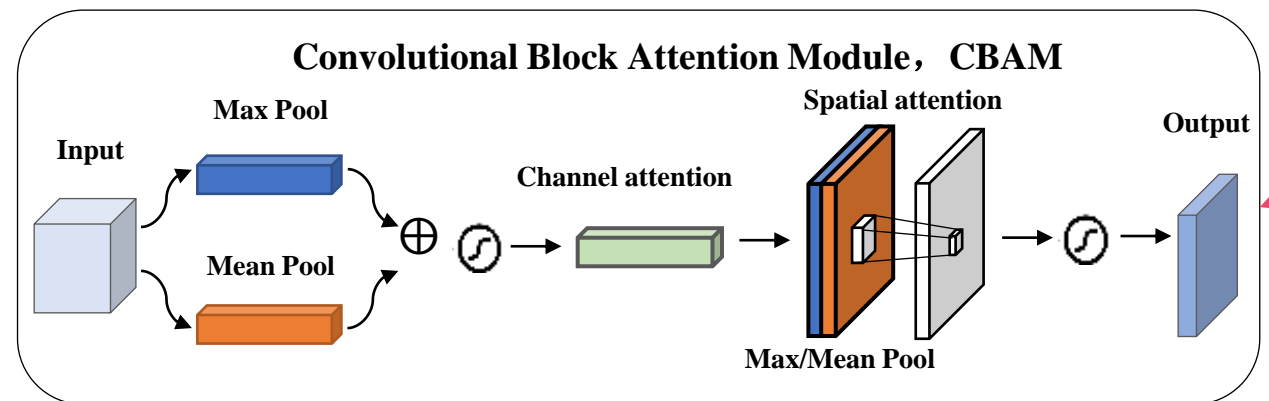 Convolutional Block Attention Module，CBAM
Max Pool
Spatial attention
Input
Output
Channel attention
Mean Pool
Max/Mean Pool